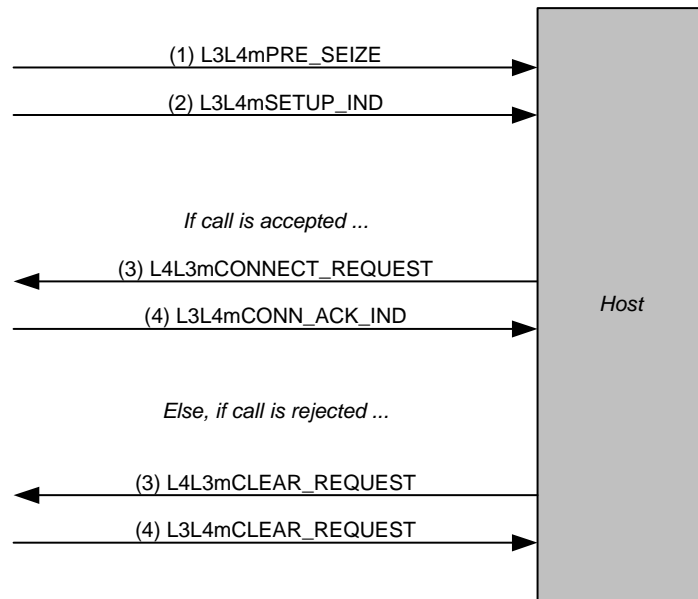 (1) L3L4mPRE_SEIZE
(2) L3L4mSETUP_IND
If call is accepted ...
(3) L4L3mCONNECT_REQUEST
Host
(4) L3L4mCONN_ACK_IND
Else, if call is rejected ...
(3) L4L3mCLEAR_REQUEST
(4) L3L4mCLEAR_REQUEST